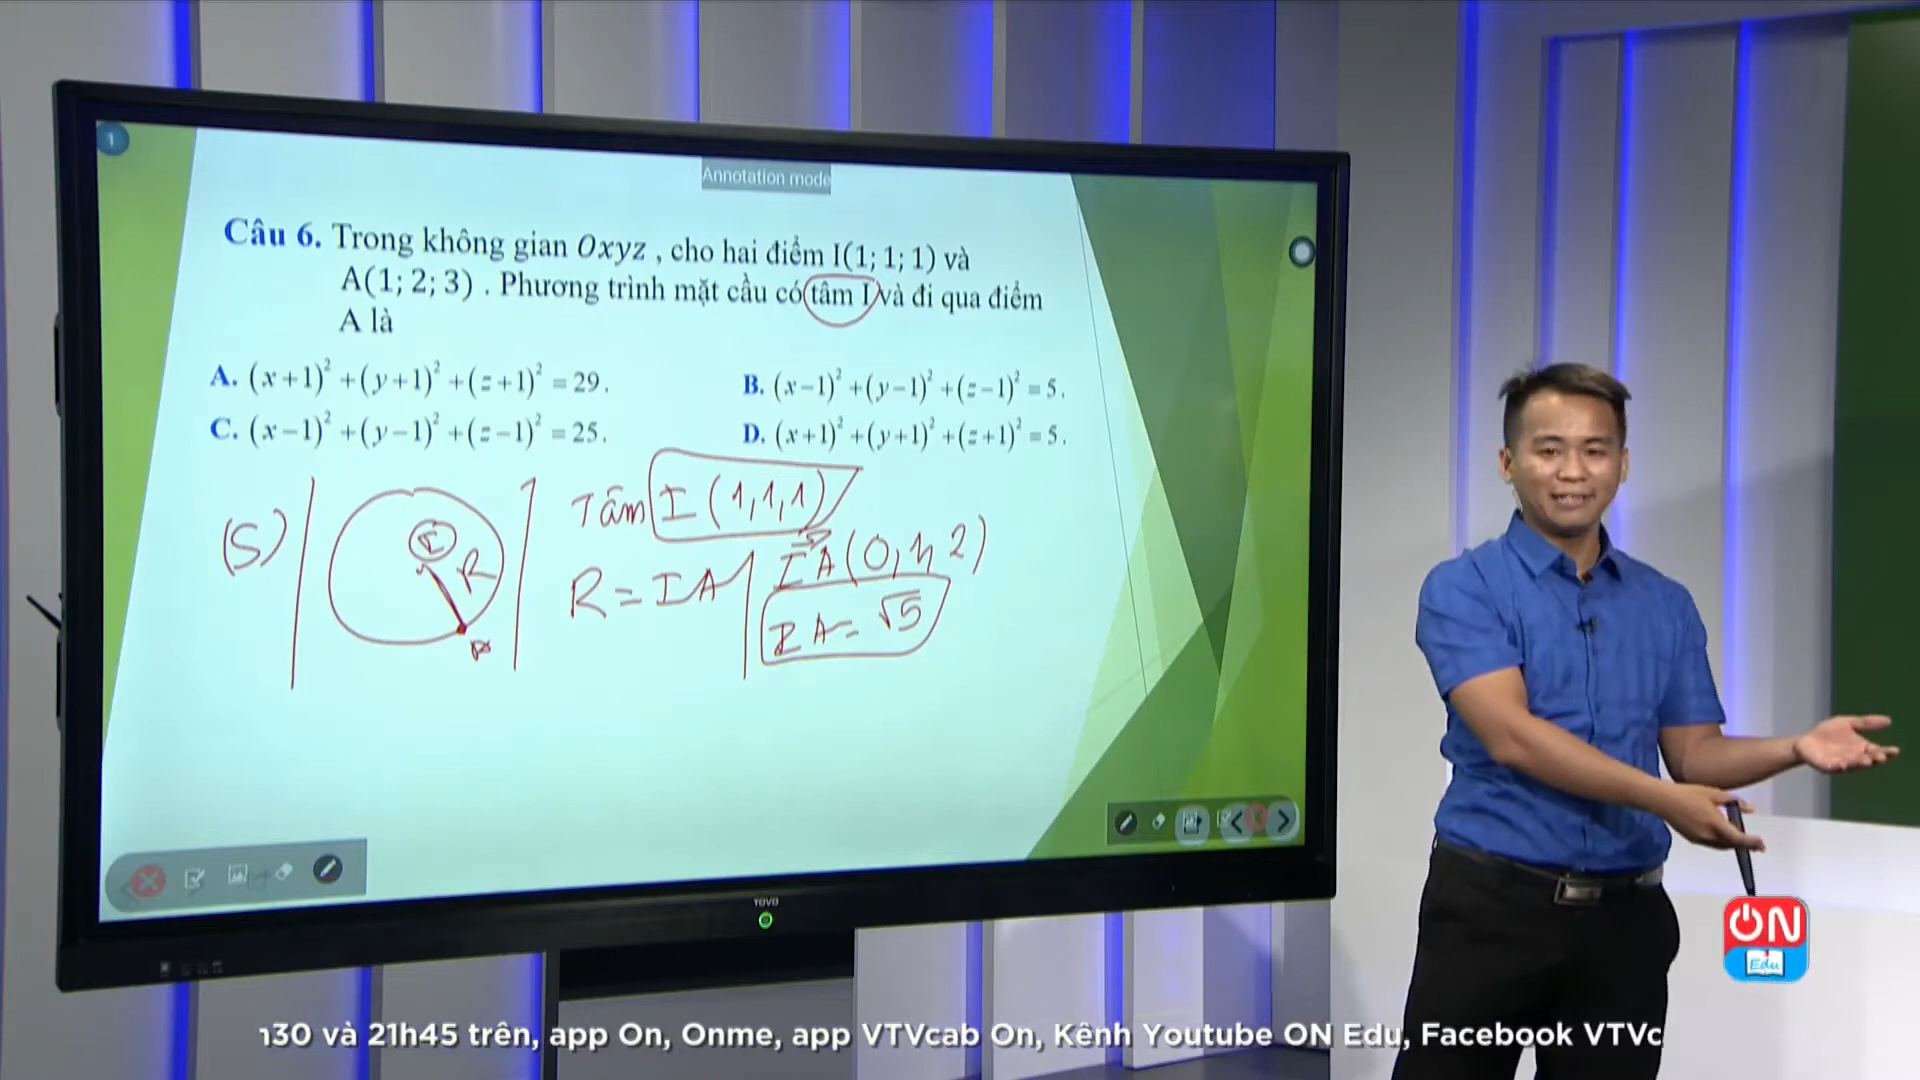 1
Annotation mode
Câu 6. Trong không gian Oxyz , cho hai điểm I(1; 1; 1) và
A(1; 2; 3) . Phương trình mặt cầu có tâm I và đi qua điểm
A là
A. (x+1)² +(y+1)² +(z+1)² = 29.
B. (x−1)² +(y−1)² +(z−1)² = 5.
C. (x−1)² +(y−1)² +(z−1)² = 25.
D. (x+1)² +(y+1)² +(z+1)² = 5.
(S)
I
R
A
Tâm I (1,1,1)
R = IA
IA (0, 1, 2)
IA = √5
TOVO
ON
Edu
130 và 21h45 trên, app On, Onme, app VTVcab On, Kênh Youtube ON Edu, Facebook VTVc